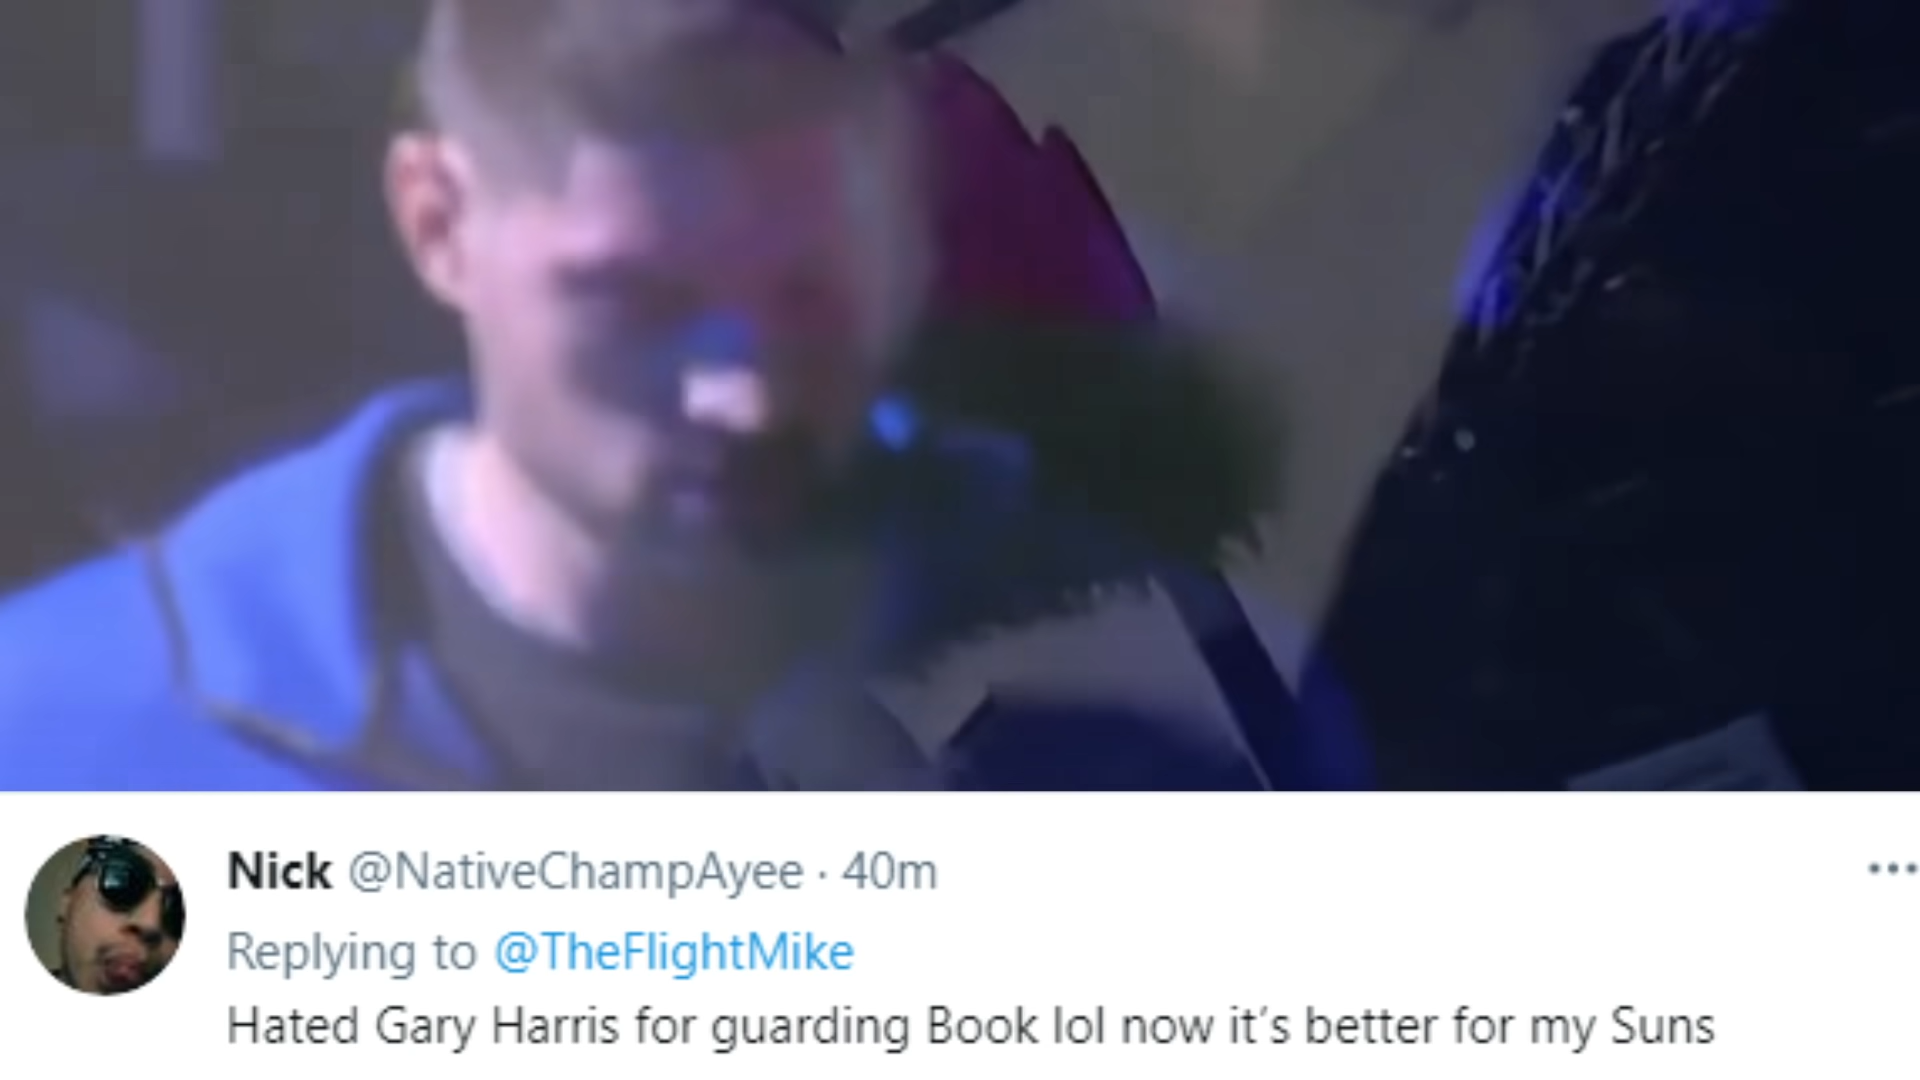 Nick @NativeChampAyee · 40m
Replying to @TheFlightMike
Hated Gary Harris for guarding Book lol now it's better for my Suns